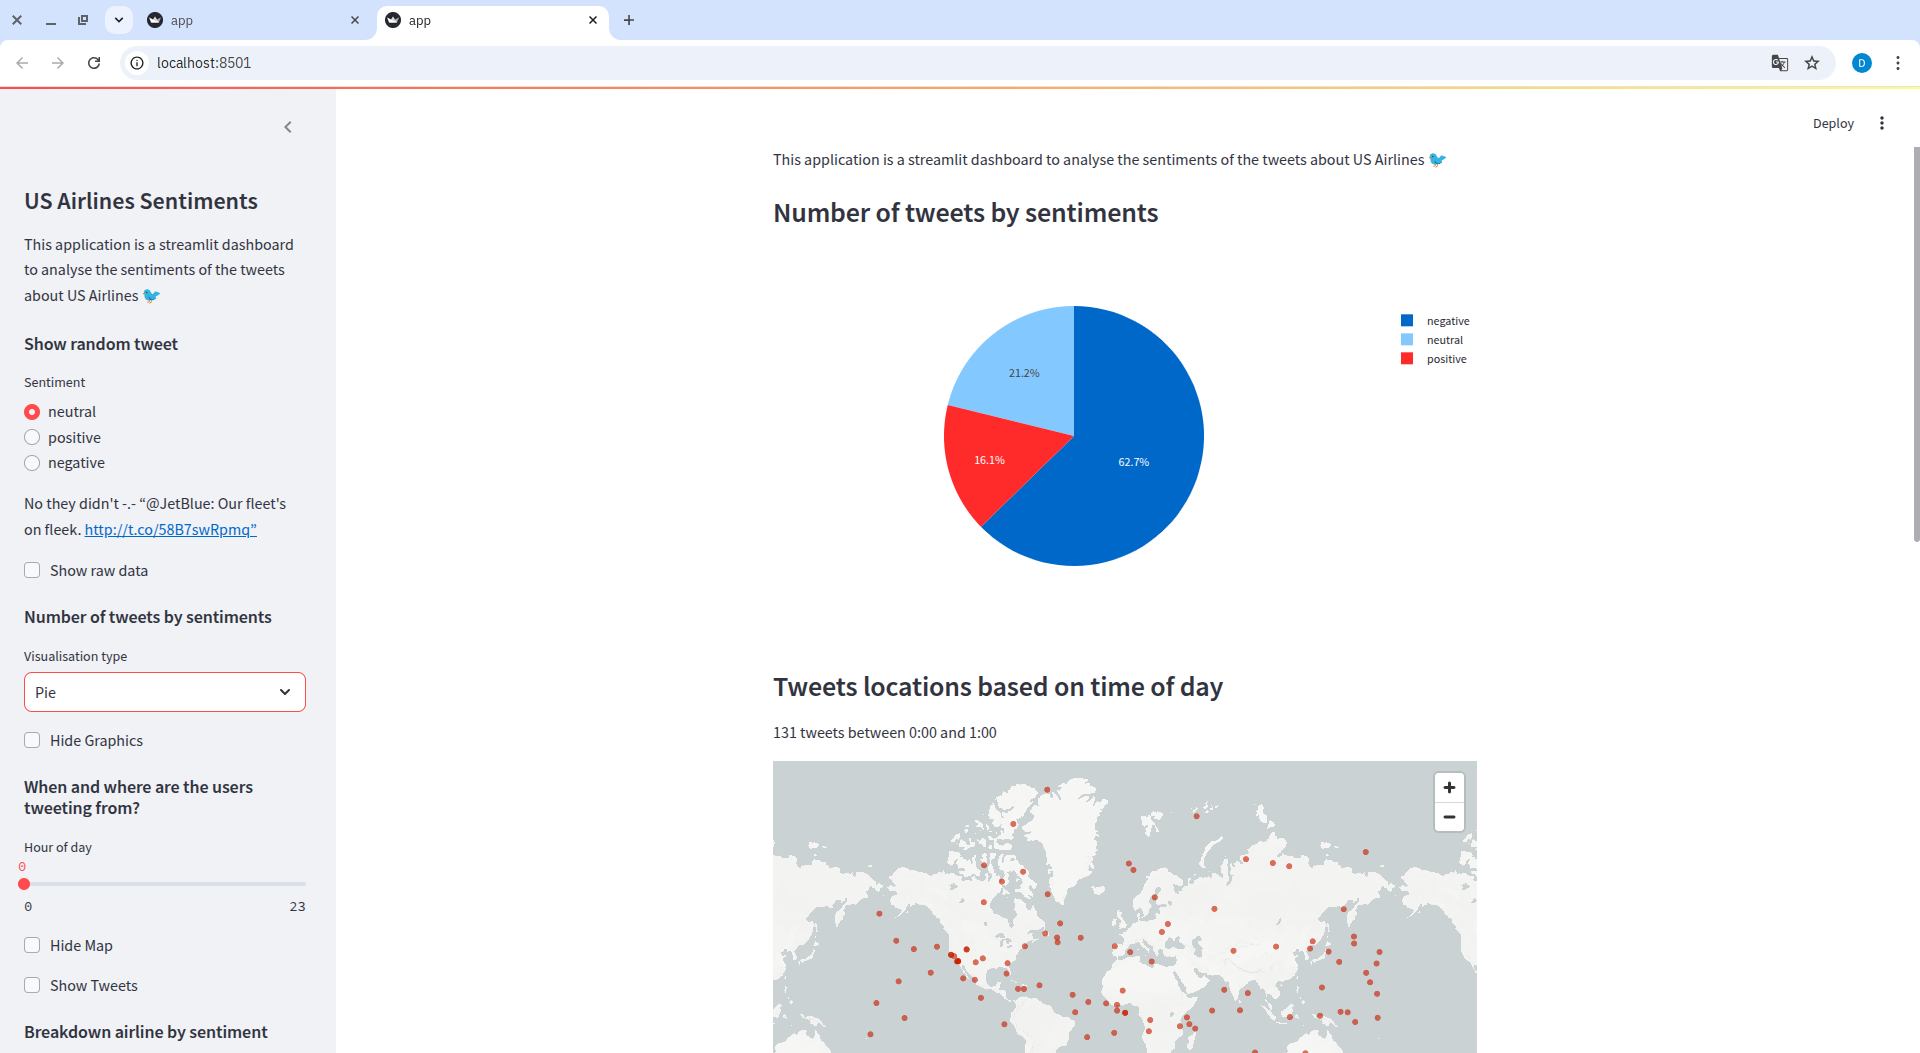 app
app
localhost:8501
D
Deploy
US Airlines Sentiments
This application is a streamlit dashboard
to analyse the sentiments of the tweets
about US Airlines 🐦
Show random tweet
Sentiment
neutral
positive
negative
No they didn't -.- “@JetBlue: Our fleet's
on fleek. http://t.co/58B7swRpmq”
Show raw data
Number of tweets by sentiments
Visualisation type
Pie
Hide Graphics
When and where are the users
tweeting from?
Hour of day
0
0
23
Hide Map
Show Tweets
Breakdown airline by sentiment
This application is a streamlit dashboard to analyse the sentiments of the tweets about US Airlines 🐦
Number of tweets by sentiments
21.2%
16.1%
62.7%
negative
neutral
positive
Tweets locations based on time of day
131 tweets between 0:00 and 1:00